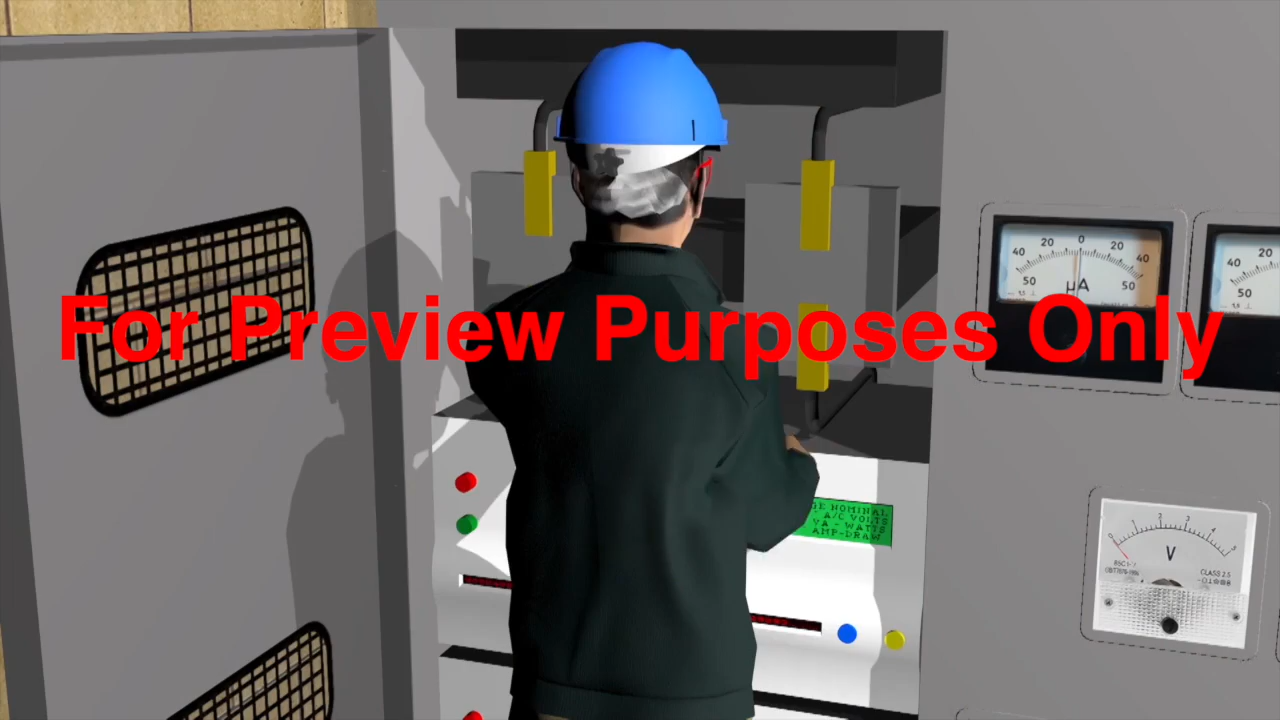 40 20 0 20 40
50 µA 50
40 20
50
For Preview Purposes Only
GE NOMINAL
A/C VOLTS
VA - WATTS
AMP-DRAW
V
CLASS 2.5